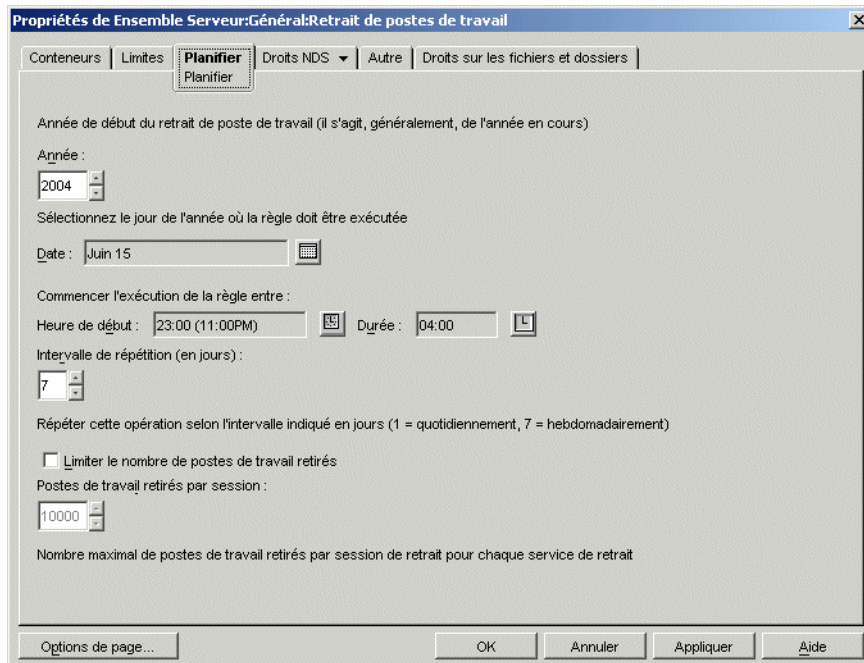 Propriétés de Ensemble Serveur:Général:Retrait de postes de travail
Conteneurs Limites Planifier Droits NDS Autre Droits sur les fichiers et dossiers
Planifier
Année de début du retrait de poste de travail (il s'agit, généralement, de l'année en cours)
Année :
2004
Sélectionnez le jour de l'année où la règle doit être exécutée
Date : Juin 15
Commencer l'exécution de la règle entre :
Heure de début : 23:00 (11:00PM) Durée : 04:00
Intervalle de répétition (en jours) :
7
Répéter cette opération selon l'intervalle indiqué en jours (1 = quotidiennement, 7 = hebdomadairement)
Limiter le nombre de postes de travail retirés
Postes de travail retirés par session :
10000
Nombre maximal de postes de travail retirés par session de retrait pour chaque service de retrait
Options de page... OK Annuler Appliquer Aide